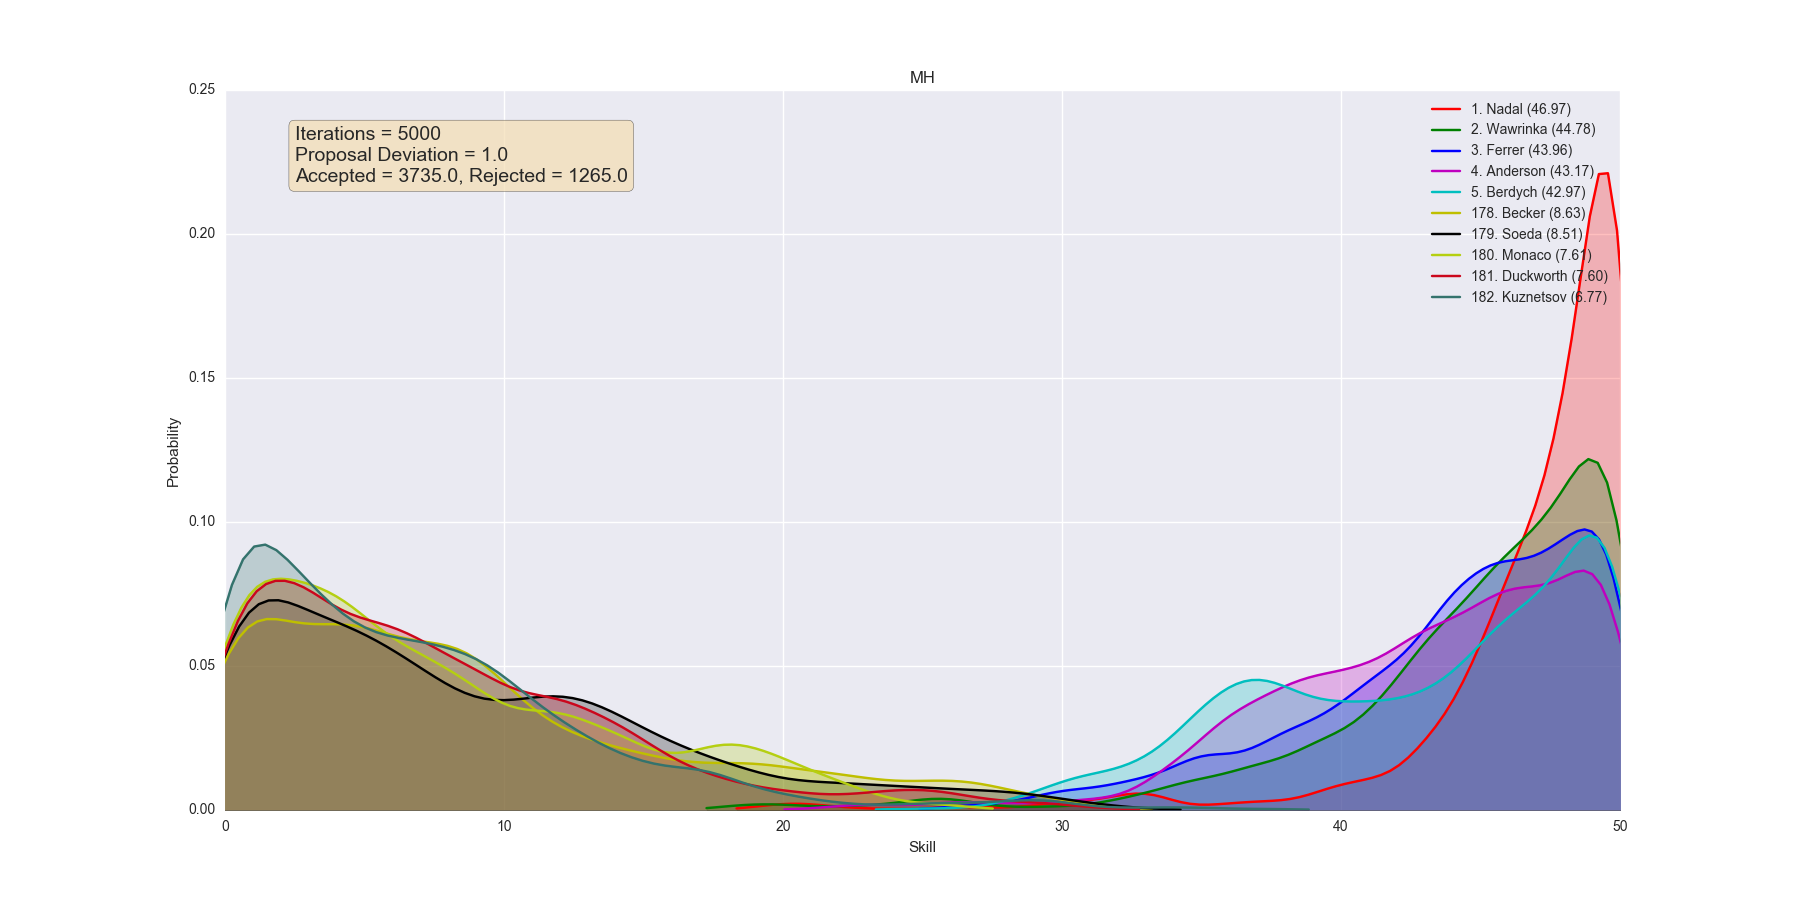 MH
0.25
0.20
0.15
0.10
0.05
0.00
Probability
Iterations = 5000
Proposal Deviation = 1.0
Accepted = 3735.0, Rejected = 1265.0
1. Nadal (46.97)
2. Wawrinka (44.78)
3. Ferrer (43.96)
4. Anderson (43.17)
5. Berdych (42.97)
178. Becker (8.63)
179. Soeda (8.51)
180. Monaco (7.61)
181. Duckworth (7.60)
182. Kuznetsov (6.77)
0 10 20 30 40 50
Skill